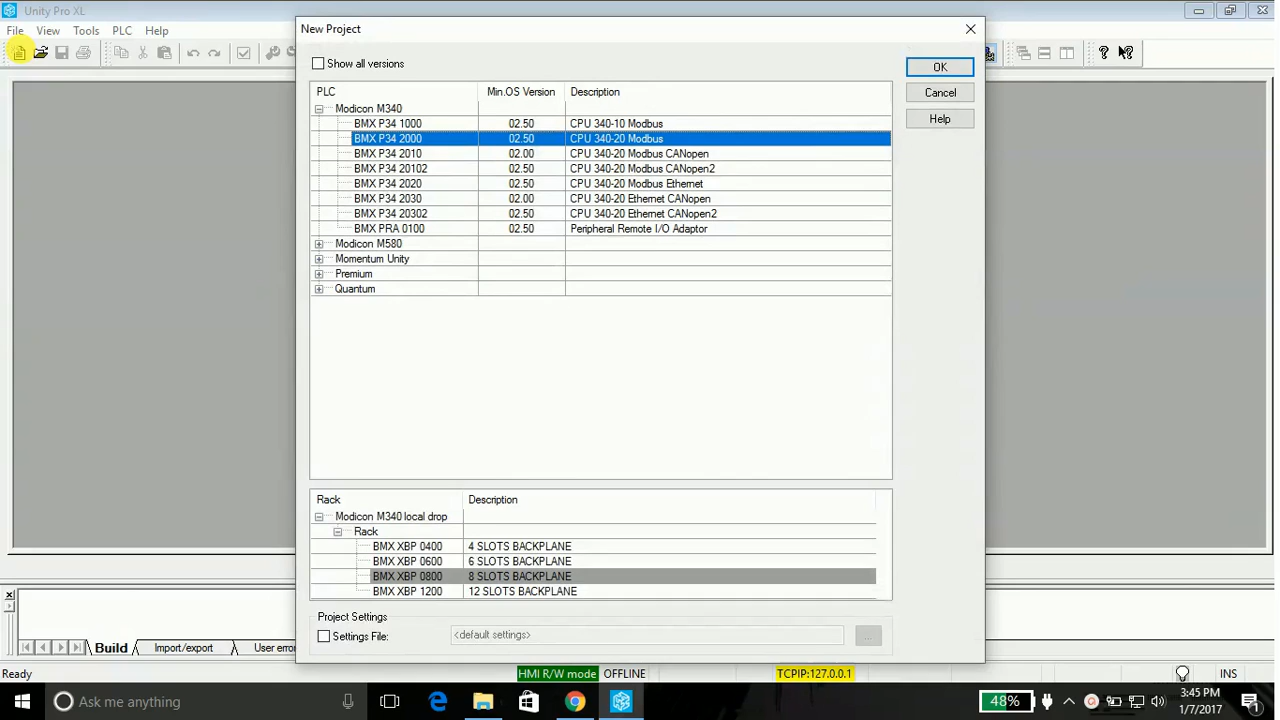 Unity Pro XL
File View Tools PLC Help
New Project
Show all versions
OK
Cancel
Help
PLC Min.OS Version Description
Modicon M340
BMX P34 1000 02.50 CPU 340-10 Modbus
BMX P34 2000 02.50 CPU 340-20 Modbus
BMX P34 2010 02.00 CPU 340-20 Modbus CANopen
BMX P34 20102 02.50 CPU 340-20 Modbus CANopen2
BMX P34 2020 02.50 CPU 340-20 Modbus Ethernet
BMX P34 2030 02.00 CPU 340-20 Ethernet CANopen
BMX P34 20302 02.50 CPU 340-20 Ethernet CANopen2
BMX PRA 0100 02.50 Peripheral Remote I/O Adaptor
Modicon M580
Momentum Unity
Premium
Quantum
Rack Description
Modicon M340 local drop
Rack
BMX XBP 0400 4 SLOTS BACKPLANE
BMX XBP 0600 6 SLOTS BACKPLANE
BMX XBP 0800 8 SLOTS BACKPLANE
BMX XBP 1200 12 SLOTS BACKPLANE
Project Settings
Settings File: <default settings> ...
Build Import/export User erro
Ready HMI R/W mode OFFLINE TCPIP:127.0.0.1 INS
Ask me anything 48% 3:45 PM
1/7/2017